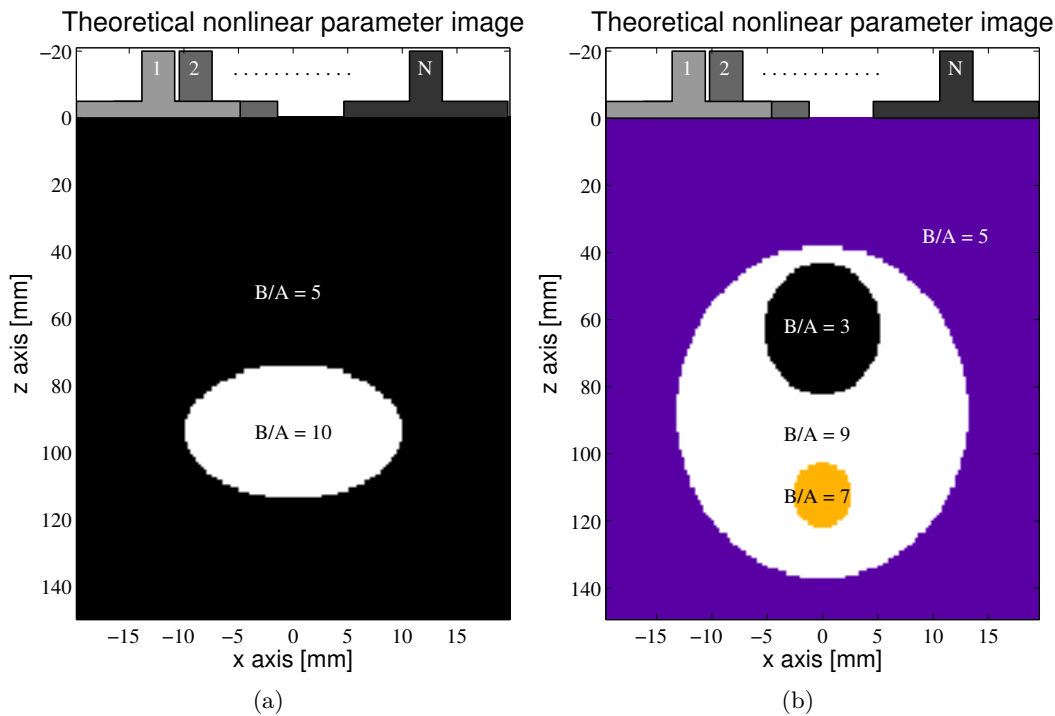 Theoretical nonlinear parameter image
−20
0
20
40
60
80
100
120
140
z axis [mm]
1 2 . . . . . . . . . . . . . . N
B/A = 5
B/A = 10
−15 −10 −5 0 5 10 15
x axis [mm]
(a)
Theoretical nonlinear parameter image
−20
0
20
40
60
80
100
120
140
z axis [mm]
1 2 . . . . . . . . . . . . . . N
B/A = 5
B/A = 3
B/A = 9
B/A = 7
−15 −10 −5 0 5 10 15
x axis [mm]
(b)